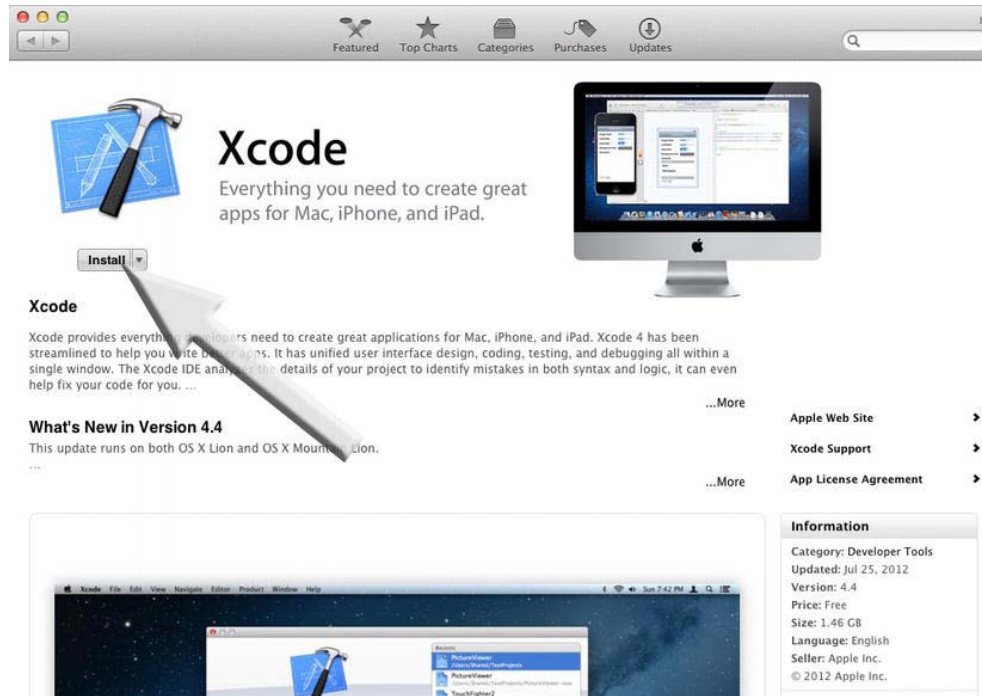 Featured Top Charts Categories Purchases Updates
Xcode
Everything you need to create great
apps for Mac, iPhone, and iPad.
Install
Xcode
Xcode provides everything developers need to create great applications for Mac, iPhone, and iPad. Xcode 4 has been
streamlined to help you write better apps. It has unified user interface design, coding, testing, and debugging all within a
single window. The Xcode IDE analyzes the details of your project to identify mistakes in both syntax and logic, it can even
help fix your code for you. ...
...More
What's New in Version 4.4
This update runs on both OS X Lion and OS X Mountain Lion.
...
...More
Apple Web Site
Xcode Support
App License Agreement
Information
Category: Developer Tools
Updated: Jul 25, 2012
Version: 4.4
Price: Free
Size: 1.46 GB
Language: English
Seller: Apple Inc.
© 2012 Apple Inc.
Xcode File Edit View Navigate Editor Product Window Help Sun 7:42 PM
Recents
PictureViewer
/Users/Shared/TestProjects
PictureViewer
TouchFighter2